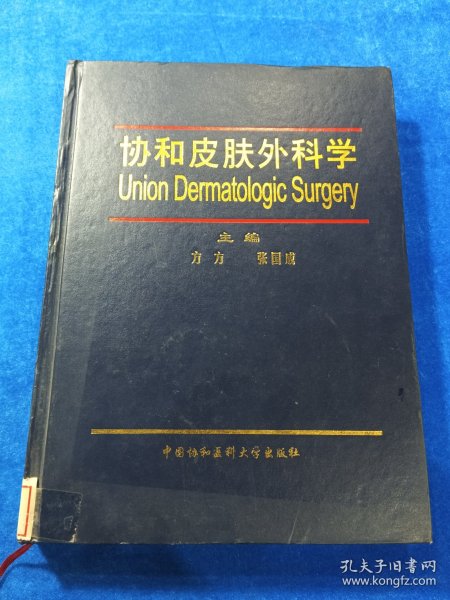 协和皮肤外科学
Union Dermatologic Surgery
主编
方方 张国成
中国协和医科大学出版社
孔夫子旧书网
www.kongfz.com